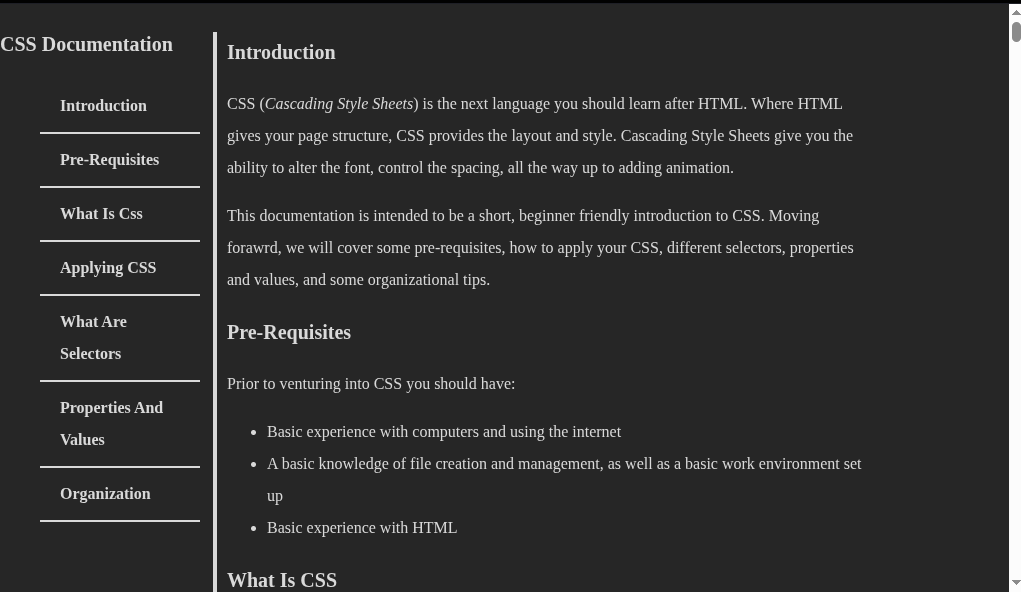 CSS Documentation
Introduction
Pre-Requisites
What Is Css
Applying CSS
What Are
Selectors
Properties And
Values
Organization
Introduction
CSS (Cascading Style Sheets) is the next language you should learn after HTML. Where HTML
gives your page structure, CSS provides the layout and style. Cascading Style Sheets give you the
ability to alter the font, control the spacing, all the way up to adding animation.
This documentation is intended to be a short, beginner friendly introduction to CSS. Moving
forawrd, we will cover some pre-requisites, how to apply your CSS, different selectors, properties
and values, and some organizational tips.
Pre-Requisites
Prior to venturing into CSS you should have:
• Basic experience with computers and using the internet
• A basic knowledge of file creation and management, as well as a basic work environment set
up
• Basic experience with HTML
What Is CSS